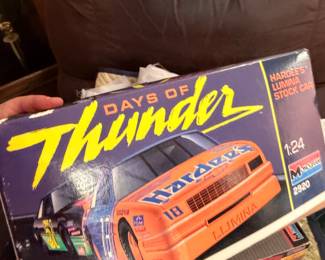 DAYS OF
Thunder
HARDEE'S
LUMINA
STOCK CAR
1:24
Monogram
2920
Hardee's
18
LUMINA